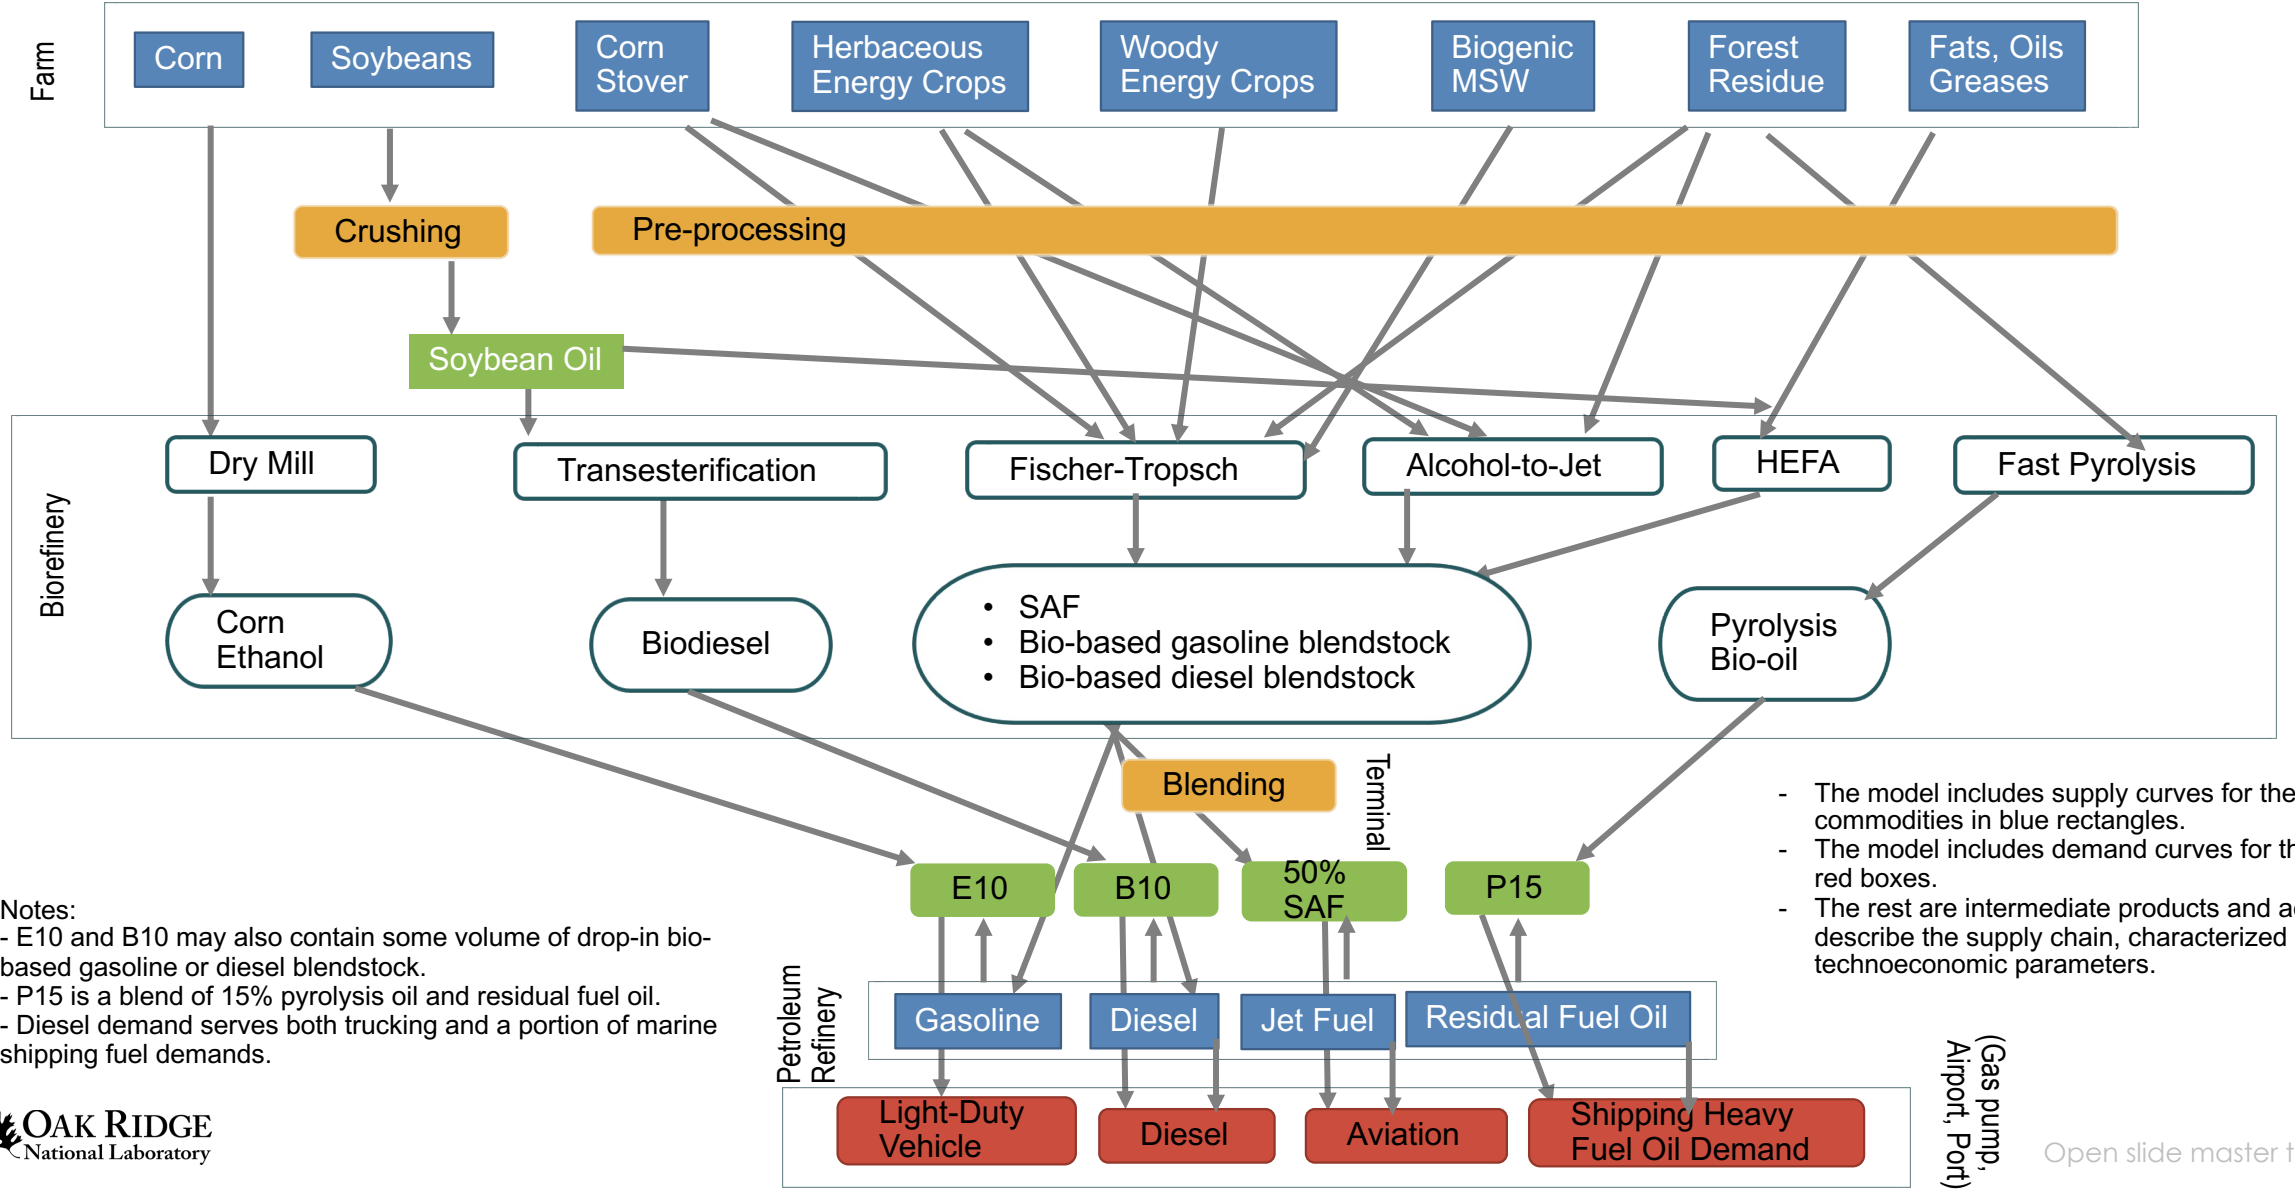 Farm
Corn
Soybeans
Corn
Stover
Herbaceous
Energy Crops
Woody
Energy Crops
Biogenic
MSW
Forest
Residue
Fats, Oils
Greases
Crushing
Pre-processing
Soybean Oil
Biorefinery
Dry Mill
Transesterification
Fischer-Tropsch
Alcohol-to-Jet
HEFA
Fast Pyrolysis
Corn
Ethanol
Biodiesel
• SAF
• Bio-based gasoline blendstock
• Bio-based diesel blendstock
Pyrolysis
Bio-oil
Blending
Terminal
- The model includes supply curves for the
commodities in blue rectangles.
- The model includes demand curves for th
red boxes.
- The rest are intermediate products and a
describe the supply chain, characterized
technoeconomic parameters.
E10
B10
50%
SAF
P15
Notes:
- E10 and B10 may also contain some volume of drop-in bio-
based gasoline or diesel blendstock.
- P15 is a blend of 15% pyrolysis oil and residual fuel oil.
- Diesel demand serves both trucking and a portion of marine
shipping fuel demands.
Petroleum
Refinery
Gasoline
Diesel
Jet Fuel
Residual Fuel Oil
Light-Duty
Vehicle
Diesel
Aviation
Shipping Heavy
Fuel Oil Demand
(Gas pump,
Airport, Port)
OAK RIDGE
National Laboratory
Open slide master t